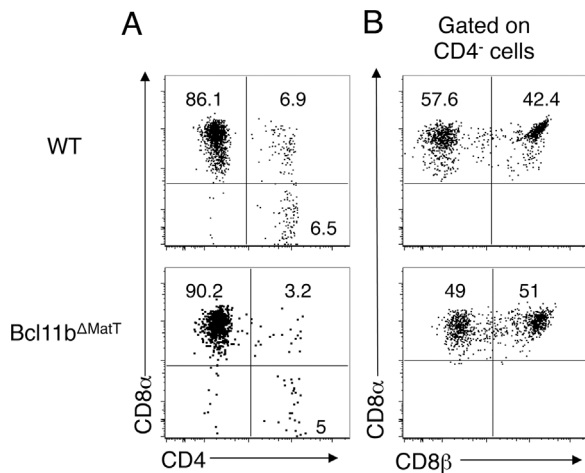 A
B
Gated on
CD4⁻ cells
WT
86.1 6.9
6.5
57.6 42.4
Bcl11b^ΔMatT
90.2 3.2
5
49 51
CD8α
CD4
CD8α
CD8β